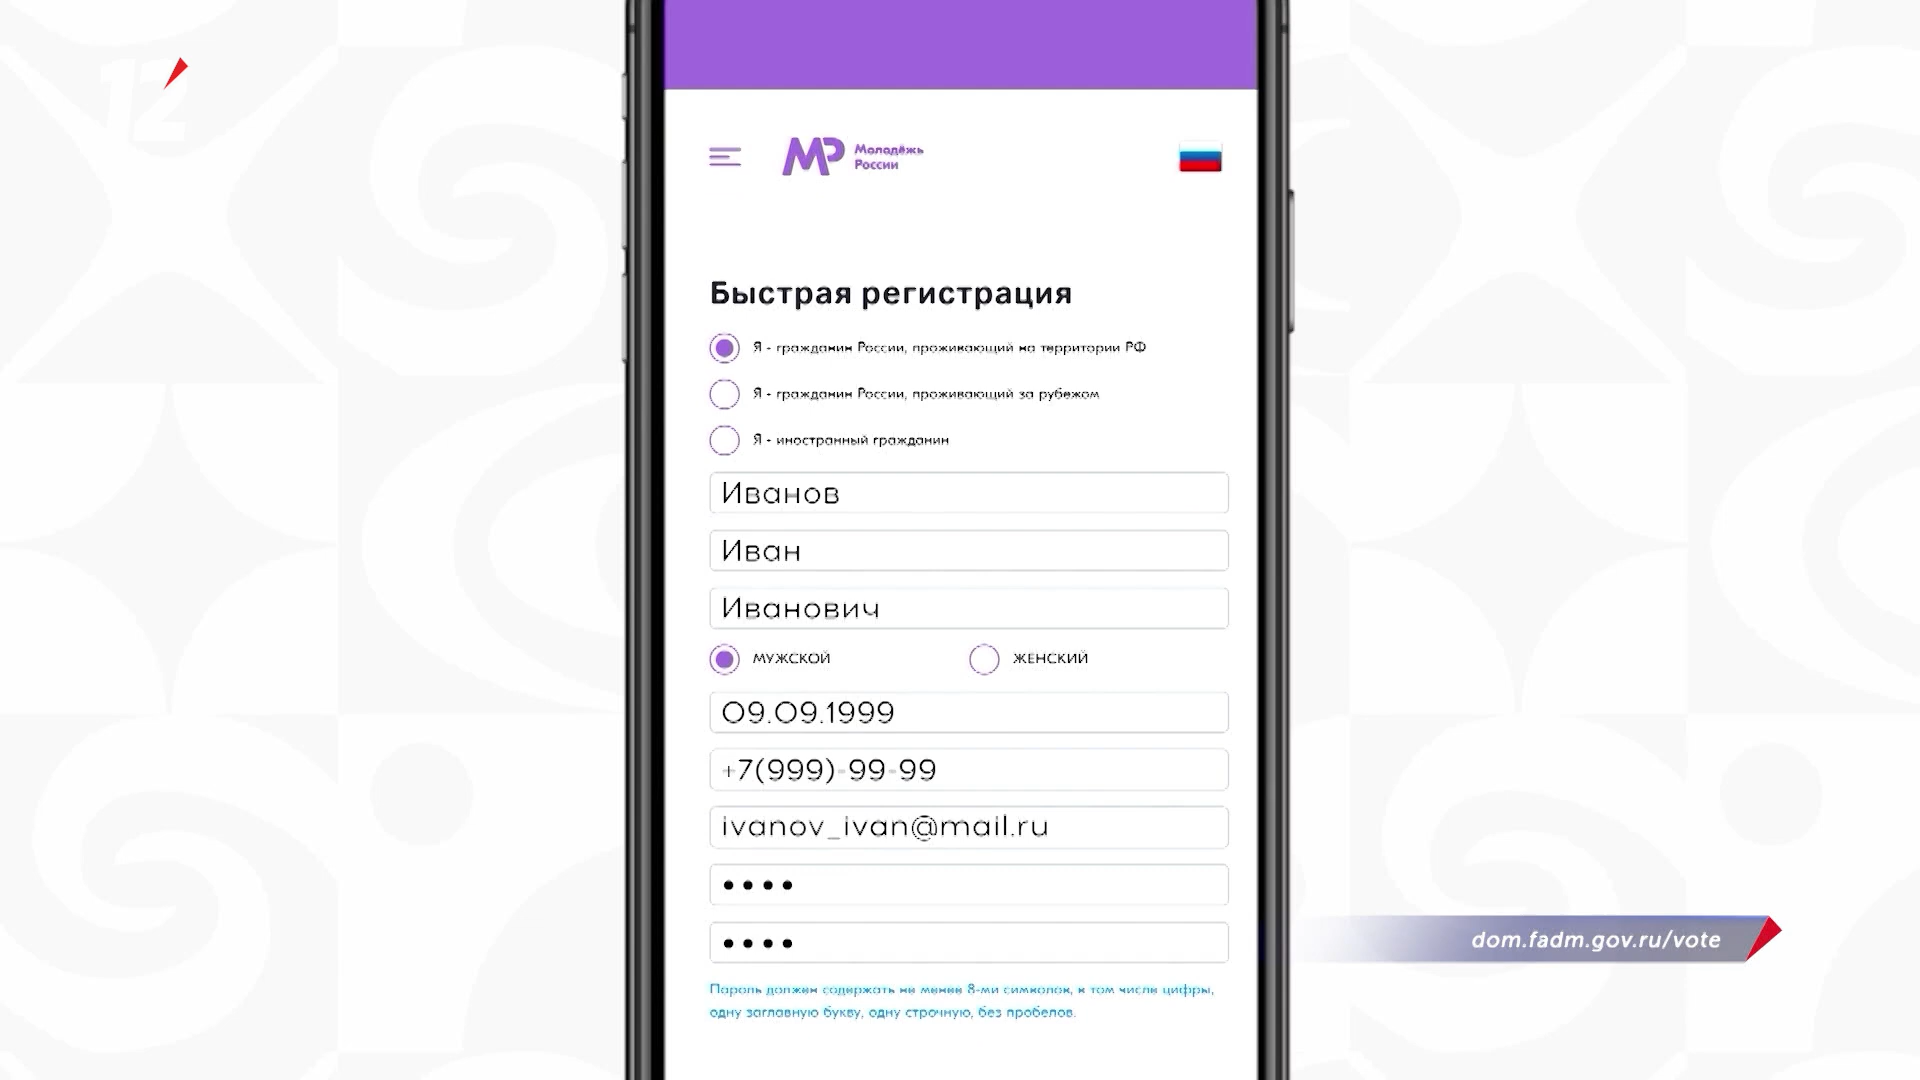 12
Молодёжь
России
Быстрая регистрация
Я - гражданин России, проживающий на территории РФ
Я - гражданин России, проживающий за рубежом
Я - иностранный гражданин
Иванов
Иван
Иванович
МУЖСКОЙ ЖЕНСКИЙ
09.09.1999
+7(999)-99-99
ivanov_ivan@mail.ru
••••
••••
dom.fadm.gov.ru/vote
Пароль должен содержать не менее 8-ми символов, в том числе цифры,
одну заглавную букву, одну строчную, без пробелов.